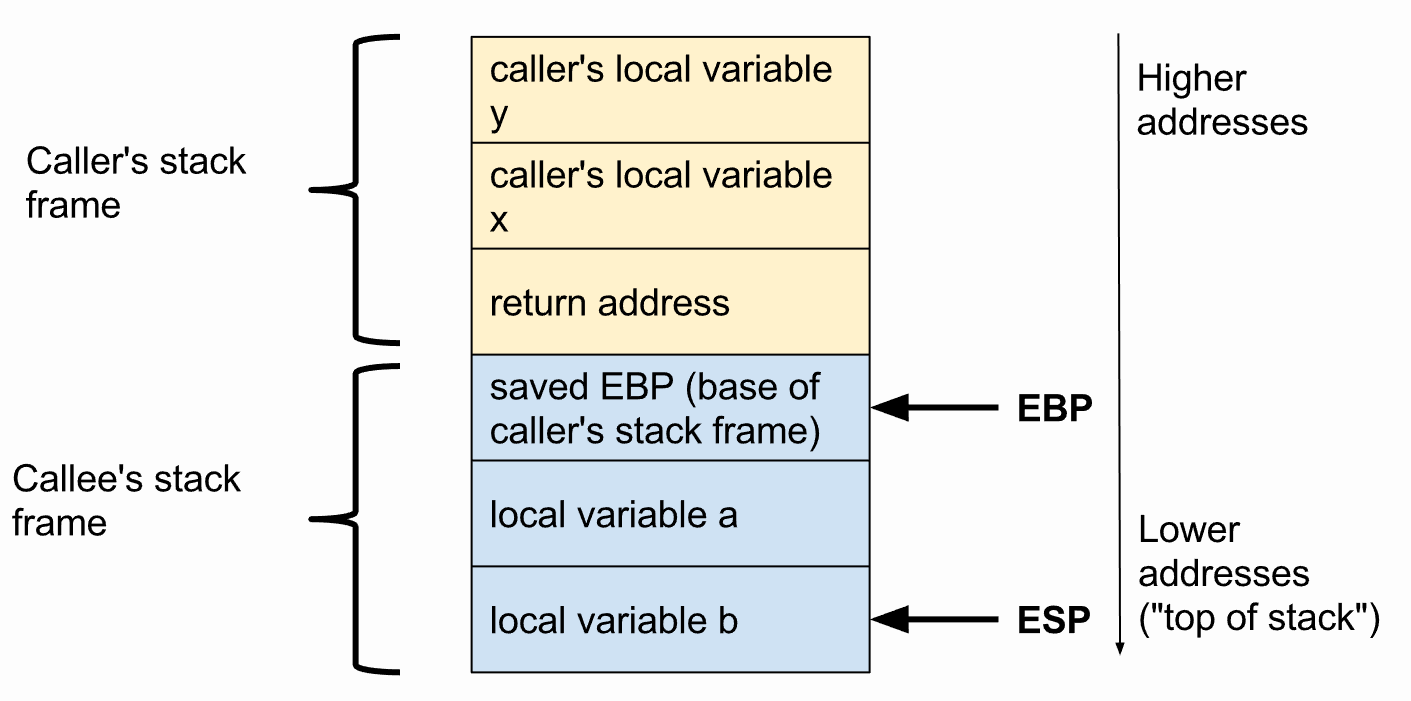 caller's local variable
y
Higher
addresses
Caller's stack
frame
caller's local variable
x
return address
saved EBP (base of
caller's stack frame)
EBP
Callee's stack
frame
local variable a
Lower
addresses
("top of stack")
local variable b
ESP